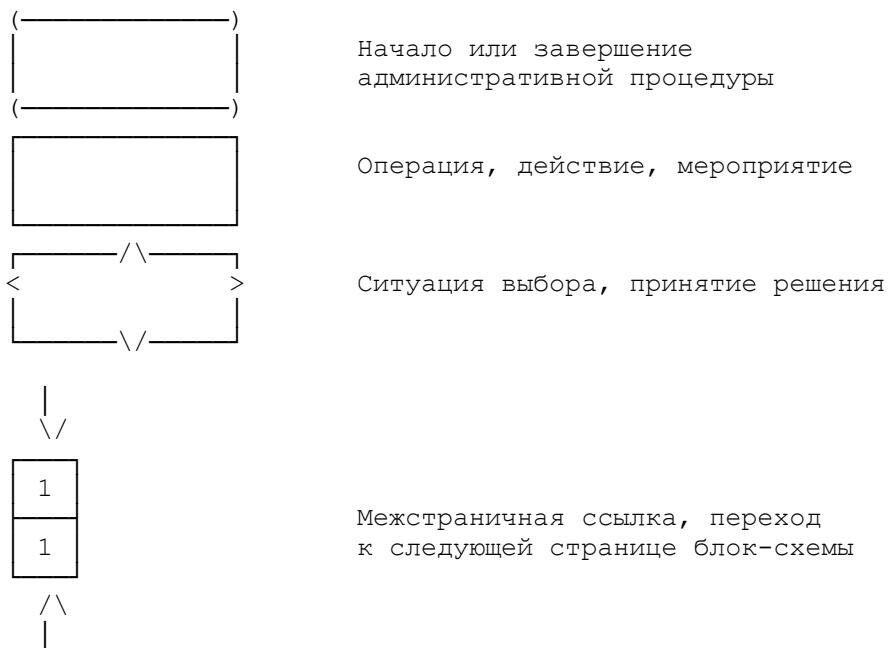 Начало или завершение
административной процедуры
Операция, действие, мероприятие
Ситуация выбора, принятие решения
1
Межстраничная ссылка, переход
1 к следующей странице блок-схемы